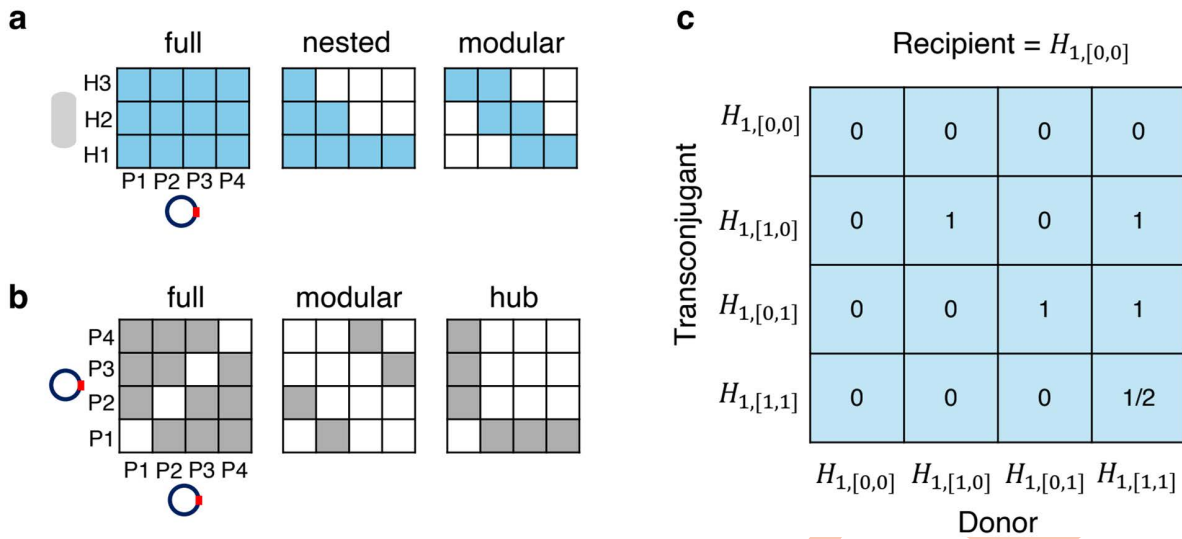 a
full nested modular
H3
H2
H1
P1 P2 P3 P4
b
full modular hub
P4
P3
P2
P1
P1 P2 P3 P4
c
Recipient = H1,[0,0]
Transconjugant
H1,[0,0] 0 0 0 0
H1,[1,0] 0 1 0 1
H1,[0,1] 0 0 1 1
H1,[1,1] 0 0 0 1/2
H1,[0,0] H1,[1,0] H1,[0,1] H1,[1,1]
Donor